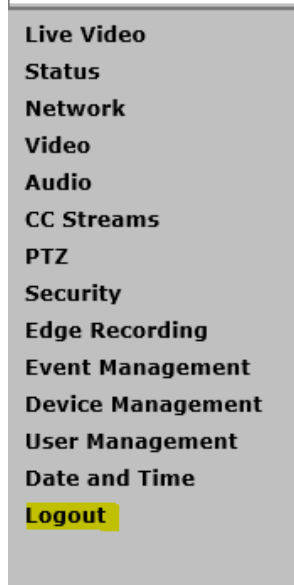 Live Video
Status
Network
Video
Audio
CC Streams
PTZ
Security
Edge Recording
Event Management
Device Management
User Management
Date and Time
Logout